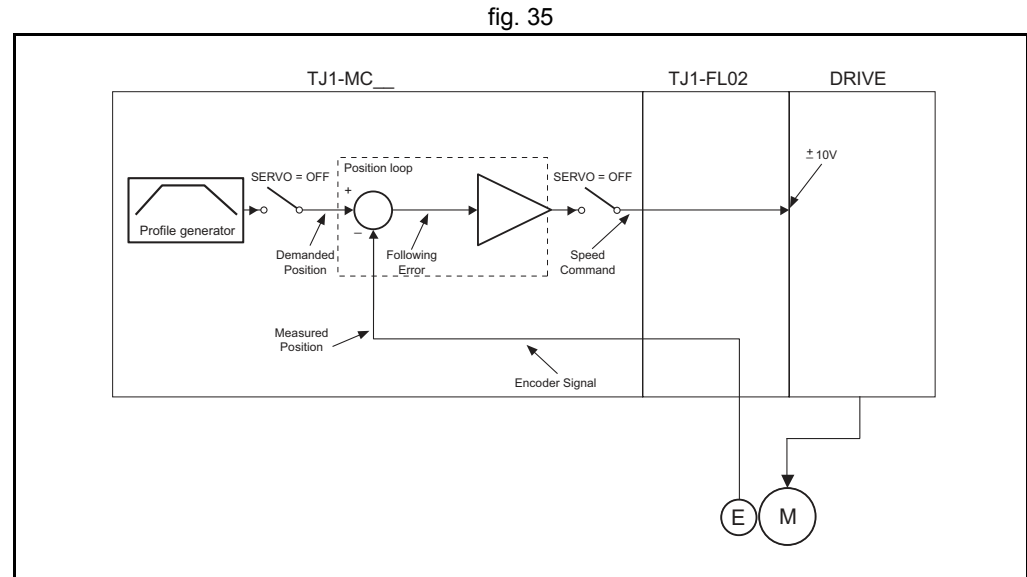 fig. 35
TJ1-MC__
TJ1-FL02
DRIVE
Position loop
± 10V
SERVO = OFF
SERVO = OFF
+
Profile generator
–
Demanded
Position
Following
Error
Speed
Command
Measured
Position
Encoder Signal
E
M